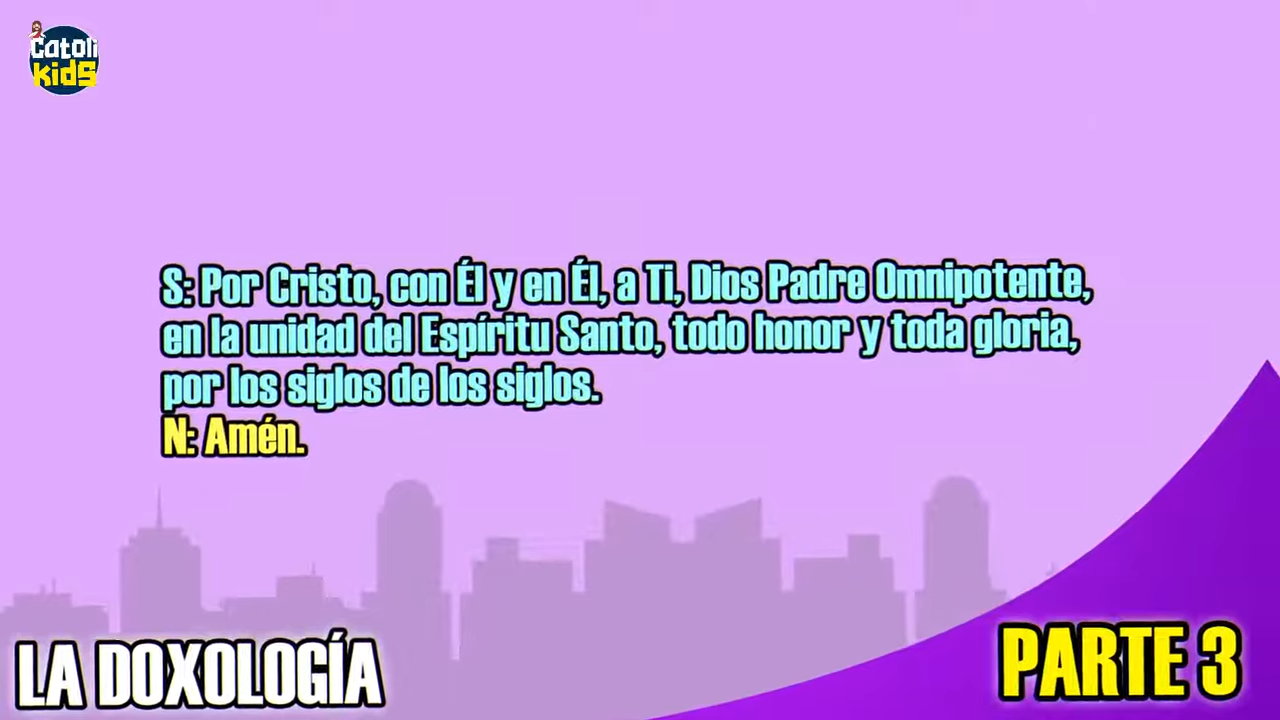 Catoli
Kids
S: Por Cristo, con Él y en Él, a Ti, Dios Padre Omnipotente,
en la unidad del Espíritu Santo, todo honor y toda gloria,
por los siglos de los siglos.
N: Amén.
LA DOXOLOGÍA
PARTE 3